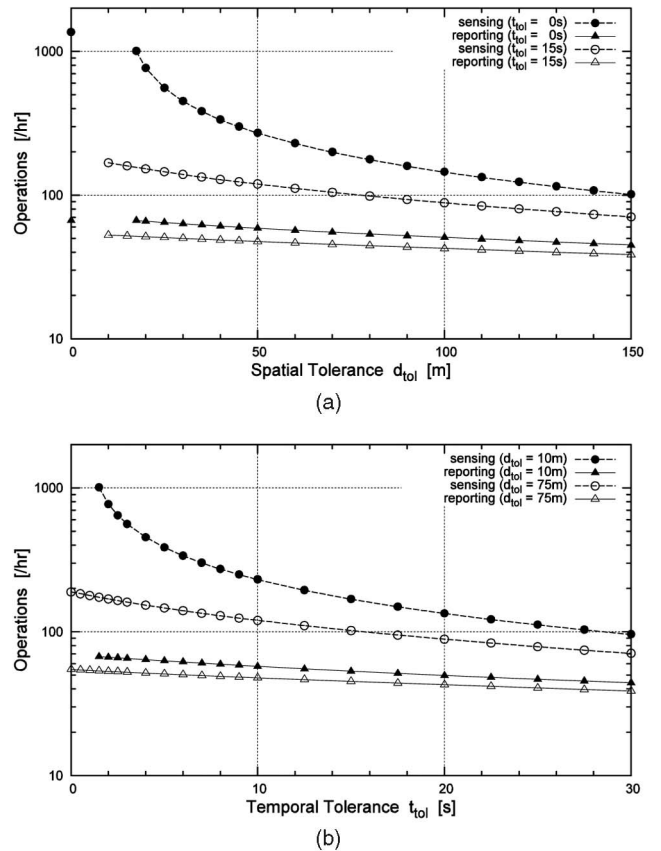 1000
100
10
Operations [/hr]
sensing (t_tol = 0s)
reporting (t_tol = 0s)
sensing (t_tol = 15s)
reporting (t_tol = 15s)
0 50 100 150
Spatial Tolerance d_tol [m]
(a)
1000
100
10
Operations [/hr]
sensing (d_tol = 10m)
reporting (d_tol = 10m)
sensing (d_tol = 75m)
reporting (d_tol = 75m)
0 10 20 30
Temporal Tolerance t_tol [s]
(b)